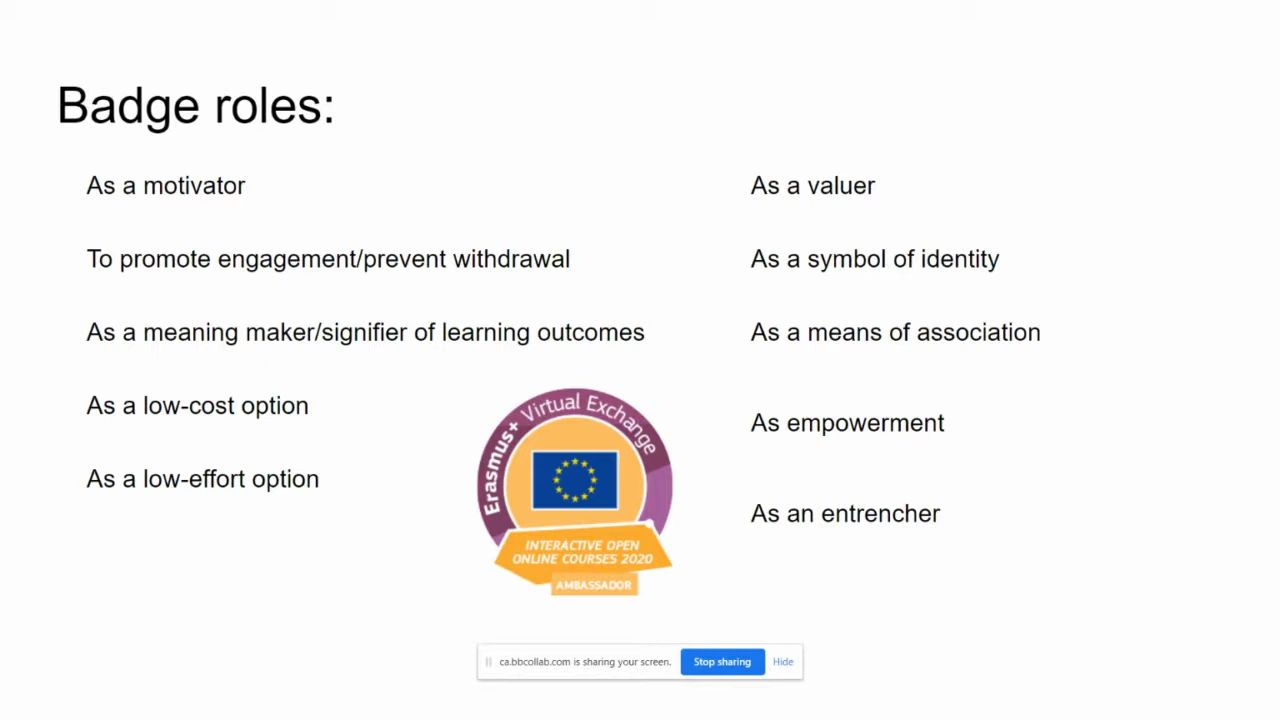 Badge roles:
As a motivator
To promote engagement/prevent withdrawal
As a meaning maker/signifier of learning outcomes
As a low-cost option
As a low-effort option
As a valuer
As a symbol of identity
As a means of association
As empowerment
As an entrencher
Erasmus+ Virtual Exchange
INTERACTIVE OPEN
ONLINE COURSES 2020
AMBASSADOR
ca.bbcollab.com is sharing your screen. Stop sharing Hide